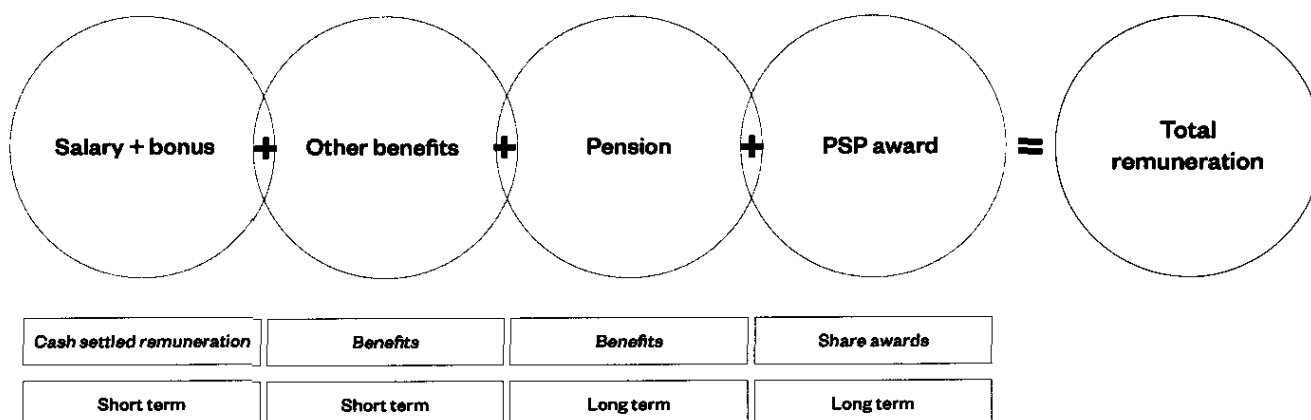 Salary + bonus + Other benefits + Pension + PSP award = Total
remuneration
Cash settled remuneration Benefits Benefits Share awards
Short term Short term Long term Long term